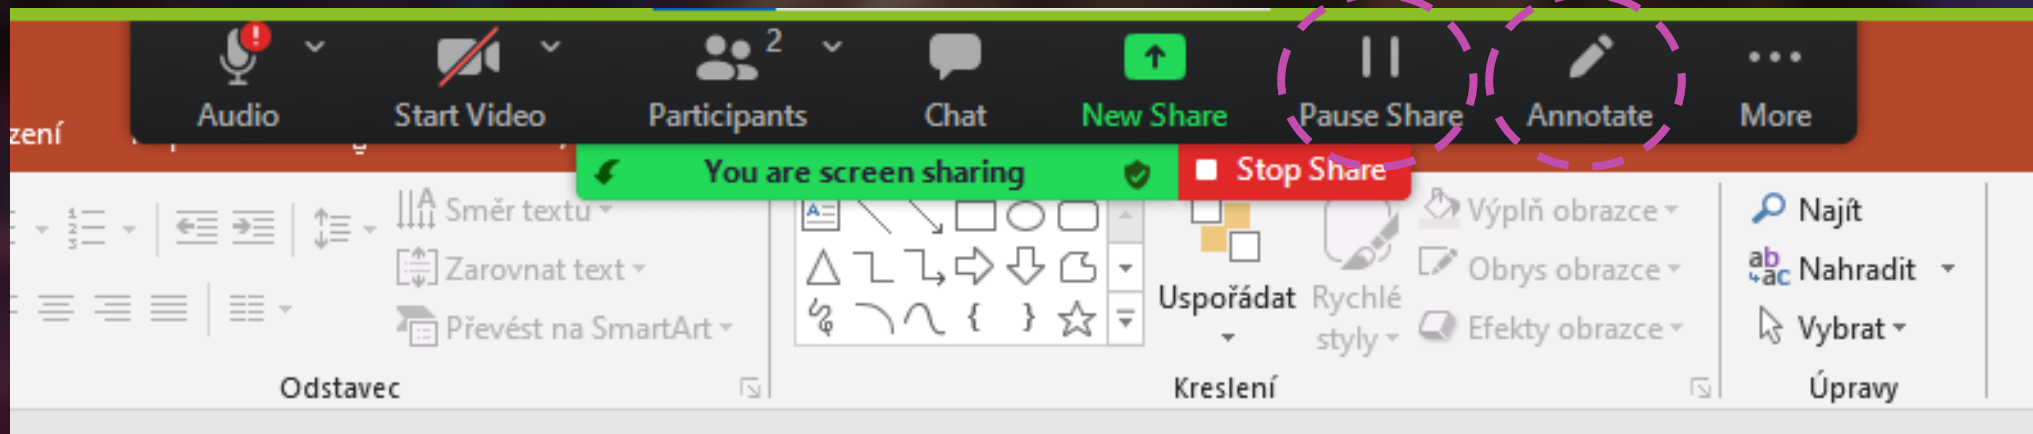 2
Audio Start Video Participants Chat New Share Pause Share Annotate More
zení
You are screen sharing Stop Share
Směr textu Výplň obrazce Najít
Zarovnat text Obrys obrazce Nahradit
Uspořádat Rychlé styly
Převést na SmartArt Efekty obrazce Vybrat
Odstavec Kreslení Úpravy